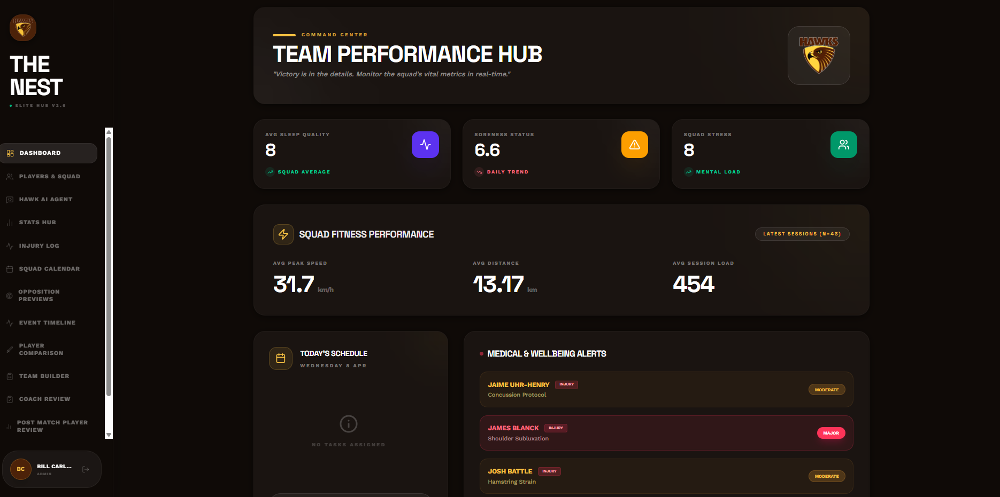 HAWKS
THE
NEST
ELITE HUB V2.6
DASHBOARD
PLAYERS & SQUAD
HAWK AI AGENT
STATS HUB
INJURY LOG
SQUAD CALENDAR
OPPOSITION
PREVIEWS
EVENT TIMELINE
PLAYER
COMPARISON
TEAM BUILDER
COACH REVIEW
POST MATCH PLAYER
REVIEW
BC
BILL CARL...
ADMIN
COMMAND CENTER
TEAM PERFORMANCE HUB
"Victory is in the details. Monitor the squad's vital metrics in real-time."
HAWKS
AVG SLEEP QUALITY
8
SQUAD AVERAGE
SORENESS STATUS
6.6
DAILY TREND
SQUAD STRESS
8
MENTAL LOAD
SQUAD FITNESS PERFORMANCE
LATEST SESSIONS (N=43)
AVG PEAK SPEED
31.7 km/h
AVG DISTANCE
13.17 km
AVG SESSION LOAD
454
TODAY'S SCHEDULE
WEDNESDAY 8 APR
NO TASKS ASSIGNED
MEDICAL & WELLBEING ALERTS
JAIME UHR-HENRY INJURY
Concussion Protocol
MODERATE
JAMES BLANCK INJURY
Shoulder Subluxation
MAJOR
JOSH BATTLE INJURY
Hamstring Strain
MODERATE